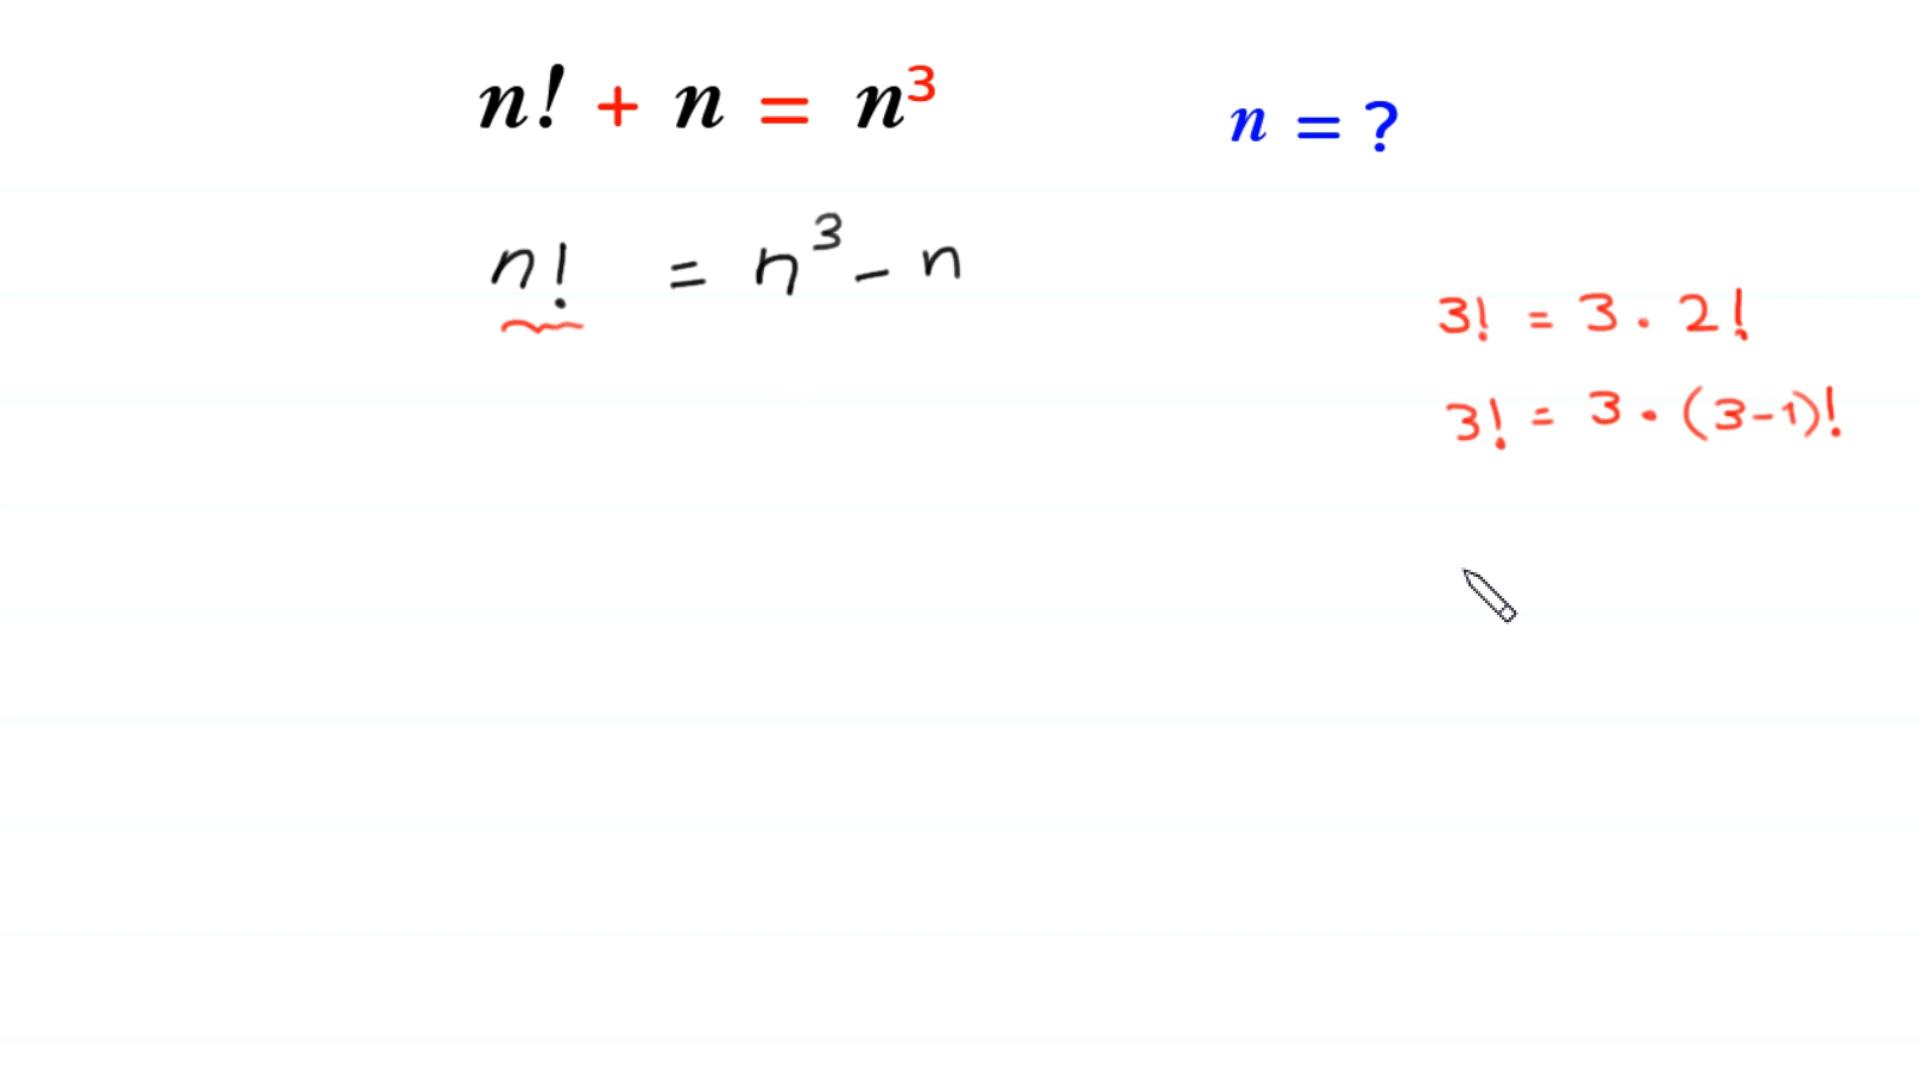 n! + n = n³
n = ?
n! = n³ - n
3! = 3 · 2!
3! = 3 · (3-1)!